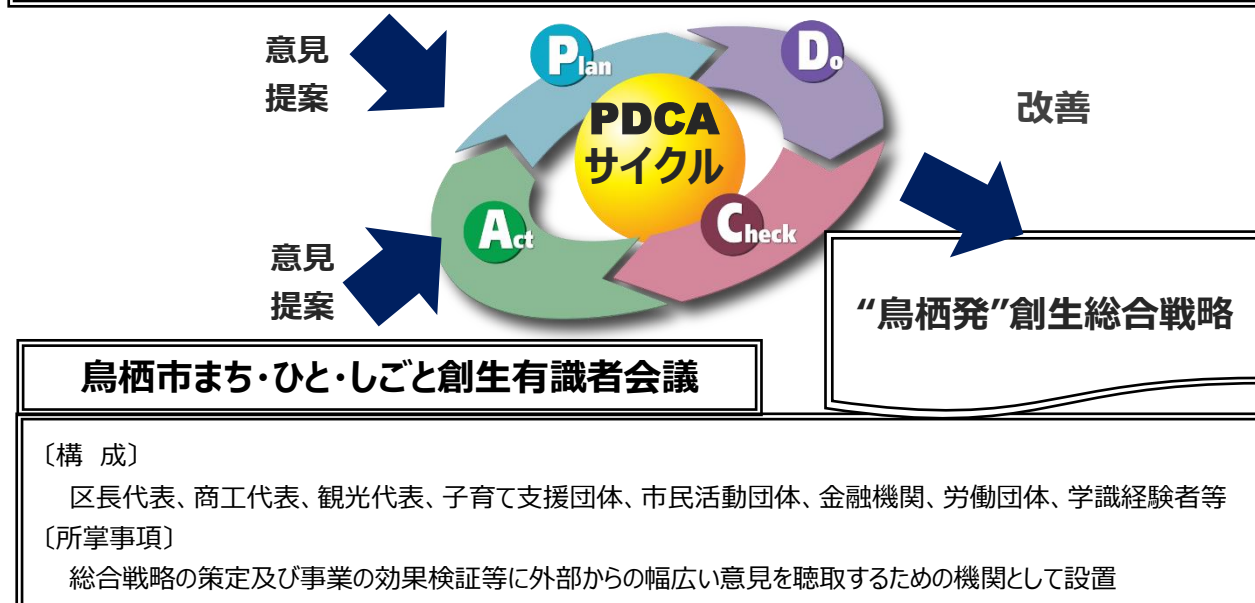 意見
提案
Plan
Do
PDCA
サイクル
改善
Act
Check
意見
提案
“鳥栖発”創生総合戦略
鳥栖市まち・ひと・しごと創生有識者会議
〔構 成〕
区長代表、商工代表、観光代表、子育て支援団体、市民活動団体、金融機関、労働団体、学識経験者等
〔所掌事項〕
総合戦略の策定及び事業の効果検証等に外部からの幅広い意見を聴取するための機関として設置